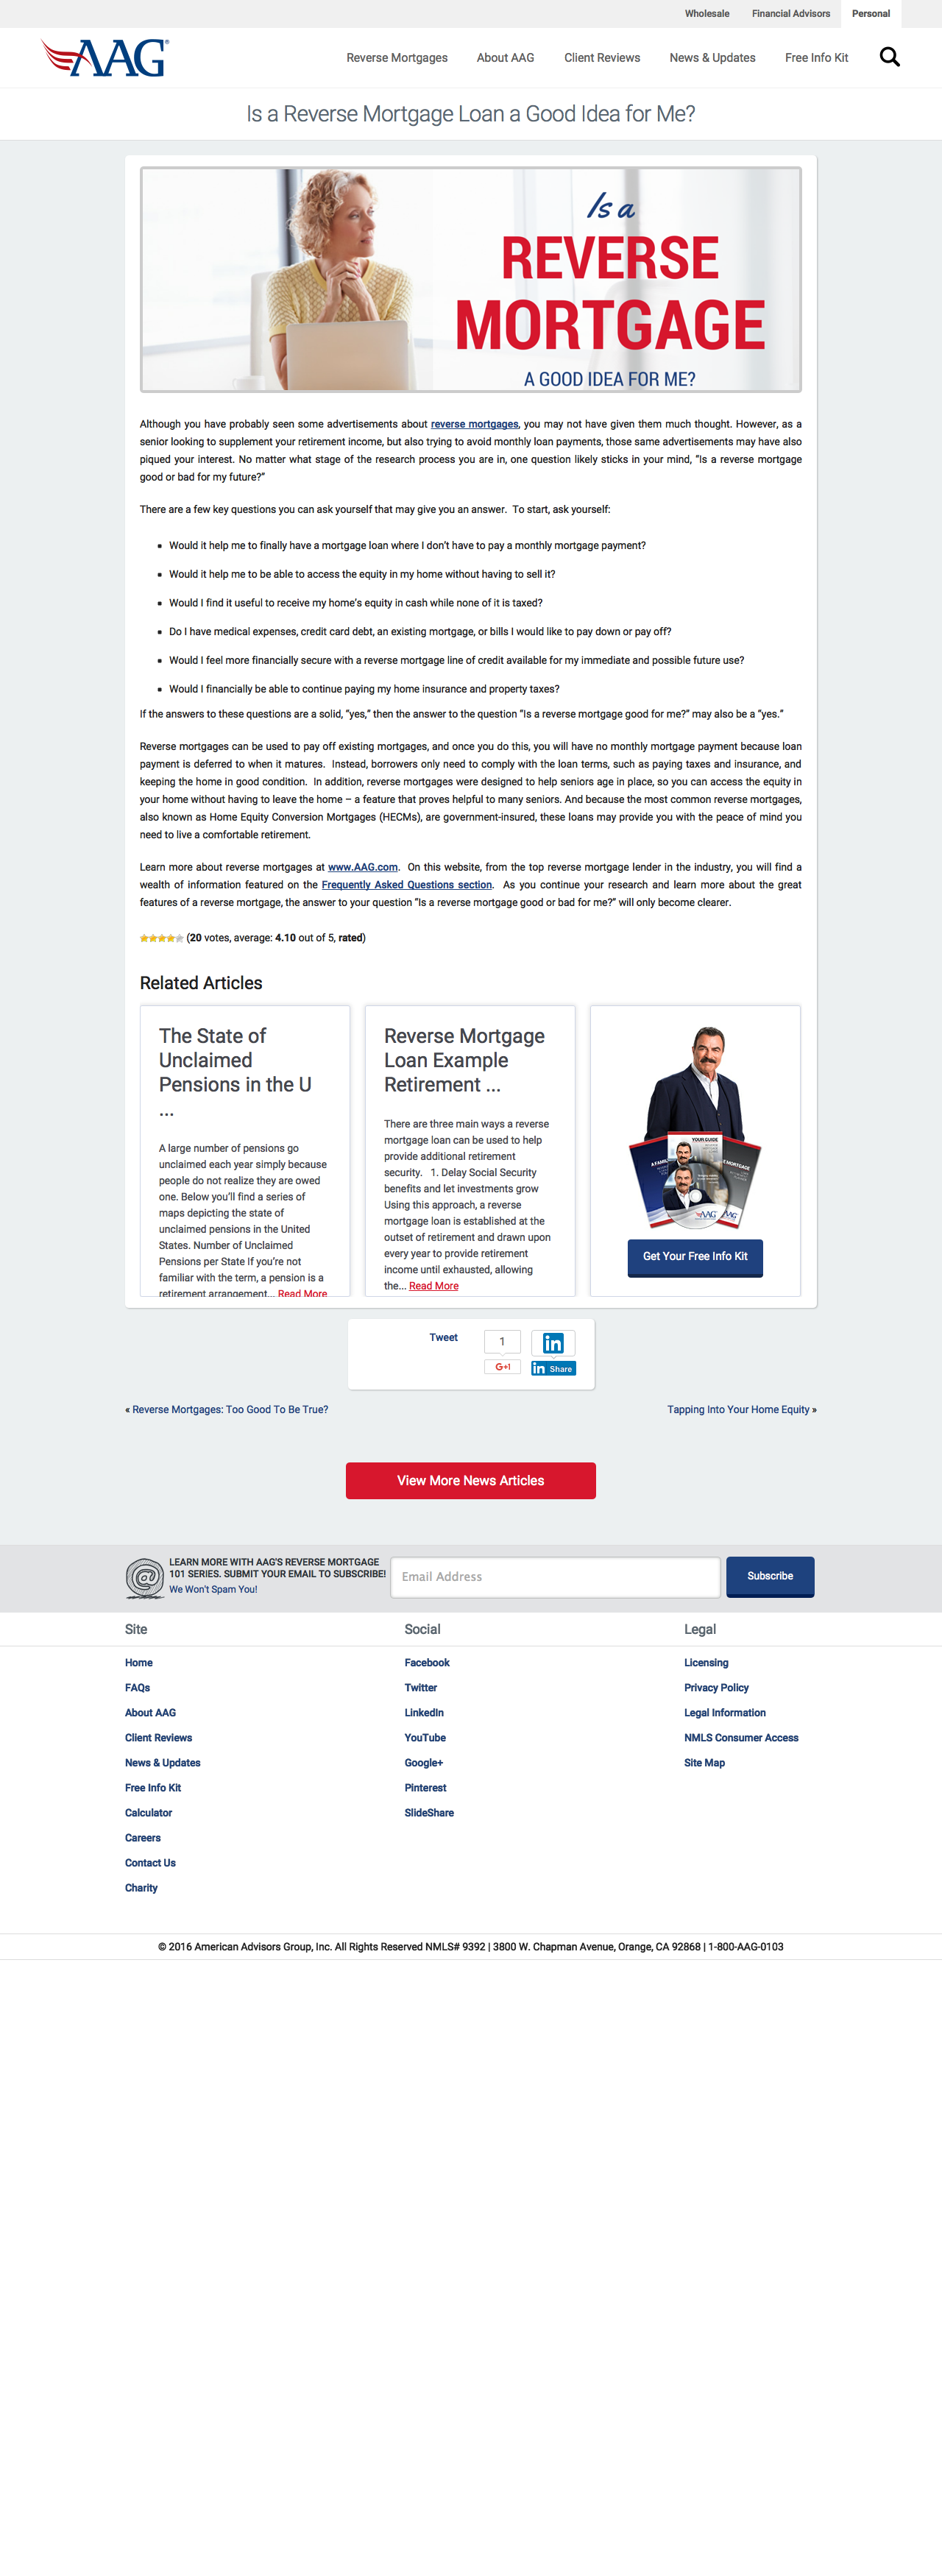 Wholesale Financial Advisors Personal
AAG®
Reverse Mortgages About AAG Client Reviews News & Updates Free Info Kit
Is a Reverse Mortgage Loan a Good Idea for Me?
Is a
REVERSE
MORTGAGE
A GOOD IDEA FOR ME?
Although you have probably seen some advertisements about reverse mortgages, you may not have given them much thought. However, as a
senior looking to supplement your retirement income, but also trying to avoid monthly loan payments, those same advertisements may have also
piqued your interest. No matter what stage of the research process you are in, one question likely sticks in your mind, “Is a reverse mortgage
good or bad for my future?”
There are a few key questions you can ask yourself that may give you an answer. To start, ask yourself:
Would it help me to finally have a mortgage loan where I don’t have to pay a monthly mortgage payment?
Would it help me to be able to access the equity in my home without having to sell it?
Would I find it useful to receive my home’s equity in cash while none of it is taxed?
Do I have medical expenses, credit card debt, an existing mortgage, or bills I would like to pay down or pay off?
Would I feel more financially secure with a reverse mortgage line of credit available for my immediate and possible future use?
Would I financially be able to continue paying my home insurance and property taxes?
If the answers to these questions are a solid, “yes,” then the answer to the question “Is a reverse mortgage good for me?” may also be a “yes.”
Reverse mortgages can be used to pay off existing mortgages, and once you do this, you will have no monthly mortgage payment because loan
payment is deferred to when it matures. Instead, borrowers only need to comply with the loan terms, such as paying taxes and insurance, and
keeping the home in good condition. In addition, reverse mortgages were designed to help seniors age in place, so you can access the equity in
your home without having to leave the home – a feature that proves helpful to many seniors. And because the most common reverse mortgages,
also known as Home Equity Conversion Mortgages (HECMs), are government-insured, these loans may provide you with the peace of mind you
need to live a comfortable retirement.
Learn more about reverse mortgages at www.AAG.com. On this website, from the top reverse mortgage lender in the industry, you will find a
wealth of information featured on the Frequently Asked Questions section. As you continue your research and learn more about the great
features of a reverse mortgage, the answer to your question “Is a reverse mortgage good or bad for me?” will only become clearer.
(20 votes, average: 4.10 out of 5, rated)
Related Articles
The State of
Unclaimed
Pensions in the U
...
A large number of pensions go
unclaimed each year simply because
people do not realize they are owed
one. Below you’ll find a series of
maps depicting the state of
unclaimed pensions in the United
States. Number of Unclaimed
Pensions per State If you’re not
familiar with the term, a pension is a
retirement arrangement... Read More
Reverse Mortgage
Loan Example
Retirement ...
There are three main ways a reverse
mortgage loan can be used to help
provide additional retirement
security. 1. Delay Social Security
benefits and let investments grow
Using this approach, a reverse
mortgage loan is established at the
outset of retirement and drawn upon
every year to provide retirement
income until exhausted, allowing
the... Read More
YOUR GUIDE
AAG AAG
Get Your Free Info Kit
Tweet
1
G+1
in
in Share
« Reverse Mortgages: Too Good To Be True?
Tapping Into Your Home Equity »
View More News Articles
@
LEARN MORE WITH AAG'S REVERSE MORTGAGE
101 SERIES. SUBMIT YOUR EMAIL TO SUBSCRIBE!
We Won't Spam You!
Email Address
Subscribe
Site
Home
FAQs
About AAG
Client Reviews
News & Updates
Free Info Kit
Calculator
Careers
Contact Us
Charity
Social
Facebook
Twitter
LinkedIn
YouTube
Google+
Pinterest
SlideShare
Legal
Licensing
Privacy Policy
Legal Information
NMLS Consumer Access
Site Map
© 2016 American Advisors Group, Inc. All Rights Reserved NMLS# 9392 | 3800 W. Chapman Avenue, Orange, CA 92868 | 1-800-AAG-0103